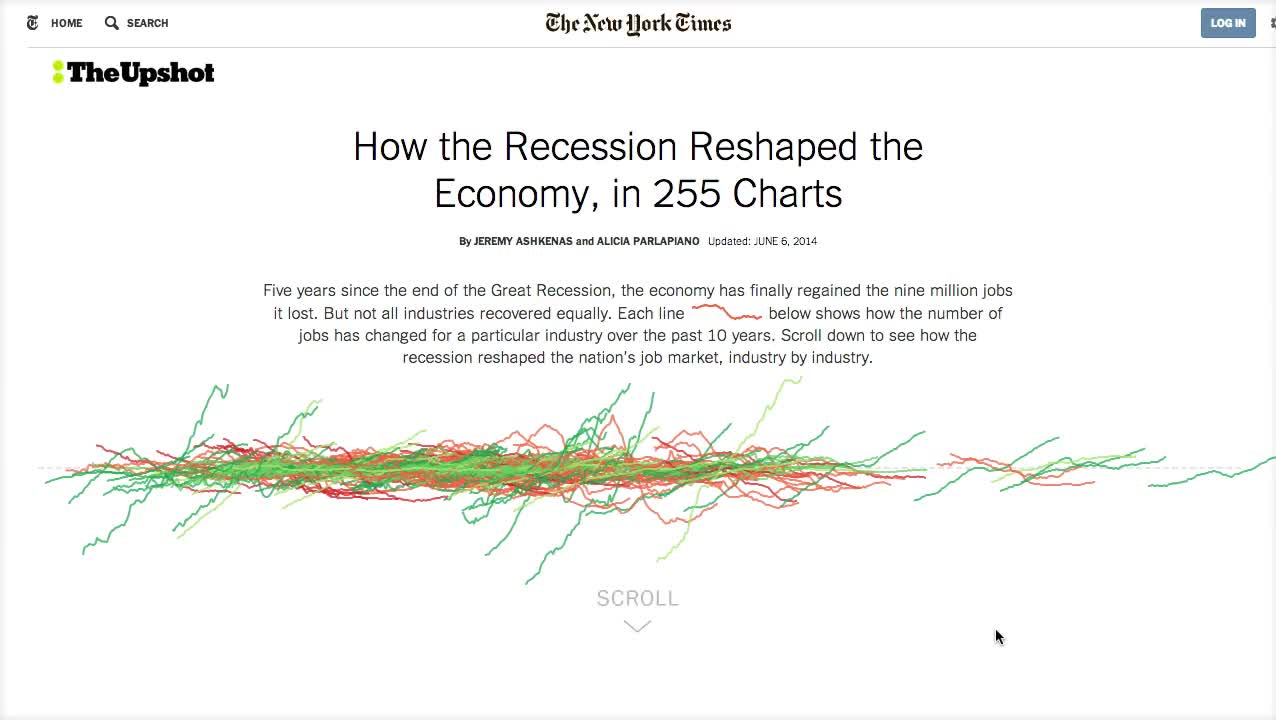 HOME
SEARCH
The New York Times
LOG IN
TheUpshot
How the Recession Reshaped the
Economy, in 255 Charts
By JEREMY ASHKENAS and ALICIA PARLAPIANO Updated: JUNE 6, 2014
Five years since the end of the Great Recession, the economy has finally regained the nine million jobs
it lost. But not all industries recovered equally. Each line below shows how the number of
jobs has changed for a particular industry over the past 10 years. Scroll down to see how the
recession reshaped the nation's job market, industry by industry.
SCROLL